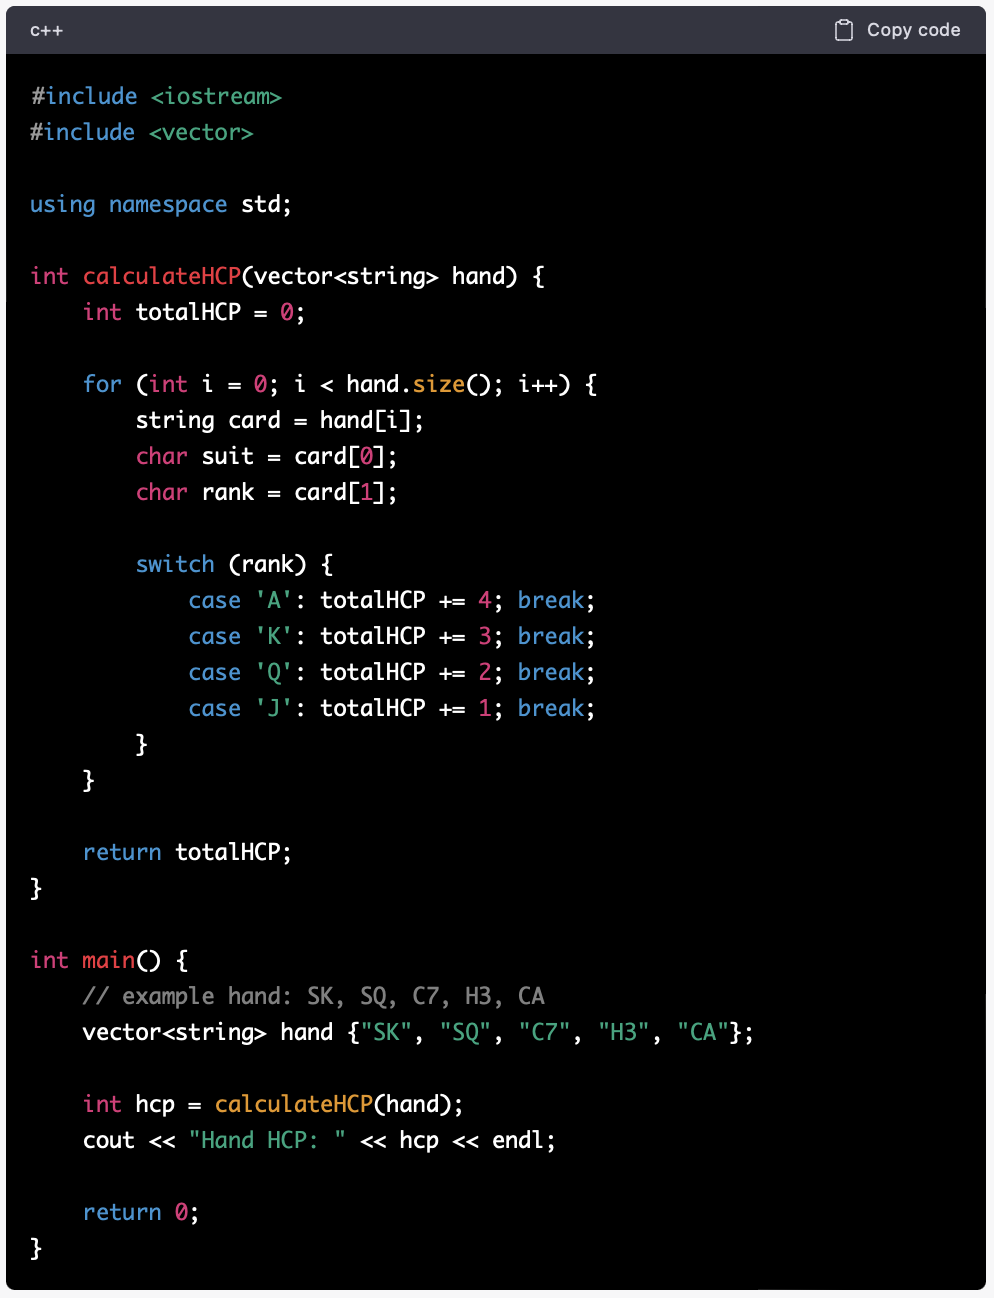 c++ Copy code
#include <iostream>
#include <vector>
using namespace std;
int calculateHCP(vector<string> hand) {
    int totalHCP = 0;
    for (int i = 0; i < hand.size(); i++) {
        string card = hand[i];
        char suit = card[0];
        char rank = card[1];
        switch (rank) {
            case 'A': totalHCP += 4; break;
            case 'K': totalHCP += 3; break;
            case 'Q': totalHCP += 2; break;
            case 'J': totalHCP += 1; break;
        }
    }
    return totalHCP;
}
int main() {
    // example hand: SK, SQ, C7, H3, CA
    vector<string> hand {"SK", "SQ", "C7", "H3", "CA"};
    int hcp = calculateHCP(hand);
    cout << "Hand HCP: " << hcp << endl;
    return 0;
}